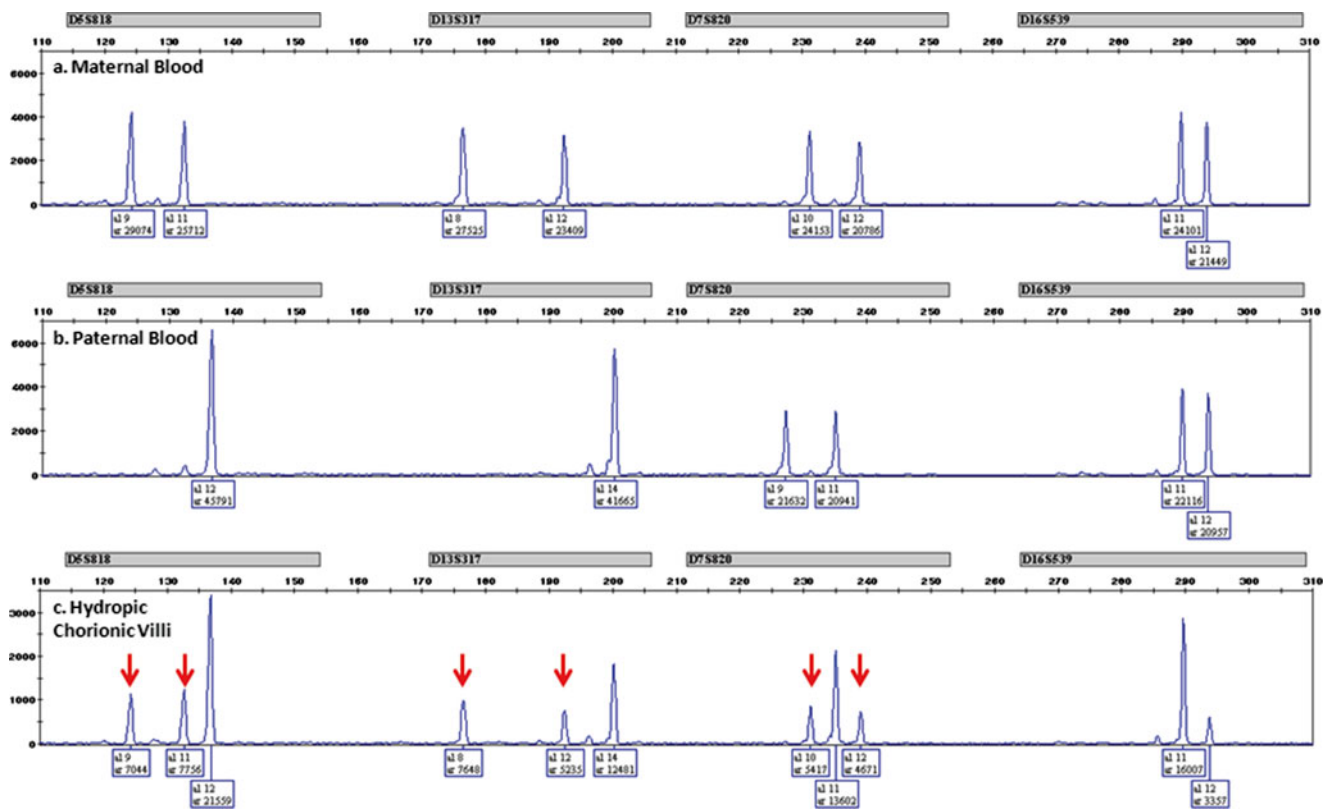 D5S818 D13S317 D7S820 D16S539
110 120 130 140 150 160 170 180 190 200 210 220 230 240 250 260 270 280 290 300 310
a. Maternal Blood
6000
4000
2000
0
al 9 al 11 al 8 al 12 al 10 al 12 al 11
ar 29074 ar 25712 ar 27525 ar 23409 ar 24153 ar 20786 ar 24101
al 12
ar 21449
D5S818 D13S317 D7S820 D16S539
110 120 130 140 150 160 170 180 190 200 210 220 230 240 250 260 270 280 290 300 310
b. Paternal Blood
6000
4000
2000
0
al 12 al 14 al 9 al 11 al 11
ar 45791 ar 41665 ar 21632 ar 20941 ar 22116
al 12
ar 20957
D5S818 D13S317 D7S820 D16S539
110 120 130 140 150 160 170 180 190 200 210 220 230 240 250 260 270 280 290 300 310
c. Hydropic
Chorionic Villi
3000
2000
1000
0
al 9 al 11 al 8 al 12 al 14 al 10 al 12 al 11
ar 7044 ar 7756 ar 7648 ar 5235 ar 12481 ar 5417 ar 4671 ar 16007
al 12 al 11 al 12
ar 21559 ar 13602 ar 3357